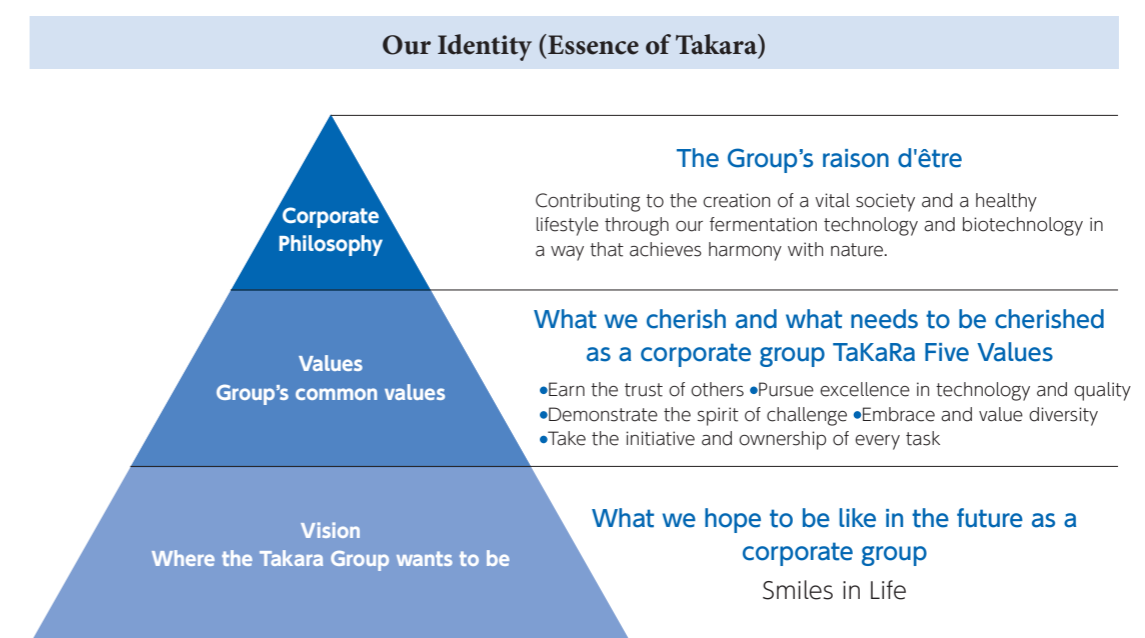 Our Identity (Essence of Takara)
Corporate
Philosophy
The Group's raison d'être
Contributing to the creation of a vital society and a healthy
lifestyle through our fermentation technology and biotechnology in
a way that achieves harmony with nature.
Values
Group's common values
What we cherish and what needs to be cherished
as a corporate group TaKaRa Five Values
●Earn the trust of others ●Pursue excellence in technology and quality
●Demonstrate the spirit of challenge ●Embrace and value diversity
●Take the initiative and ownership of every task
Vision
Where the Takara Group wants to be
What we hope to be like in the future as a
corporate group
Smiles in Life